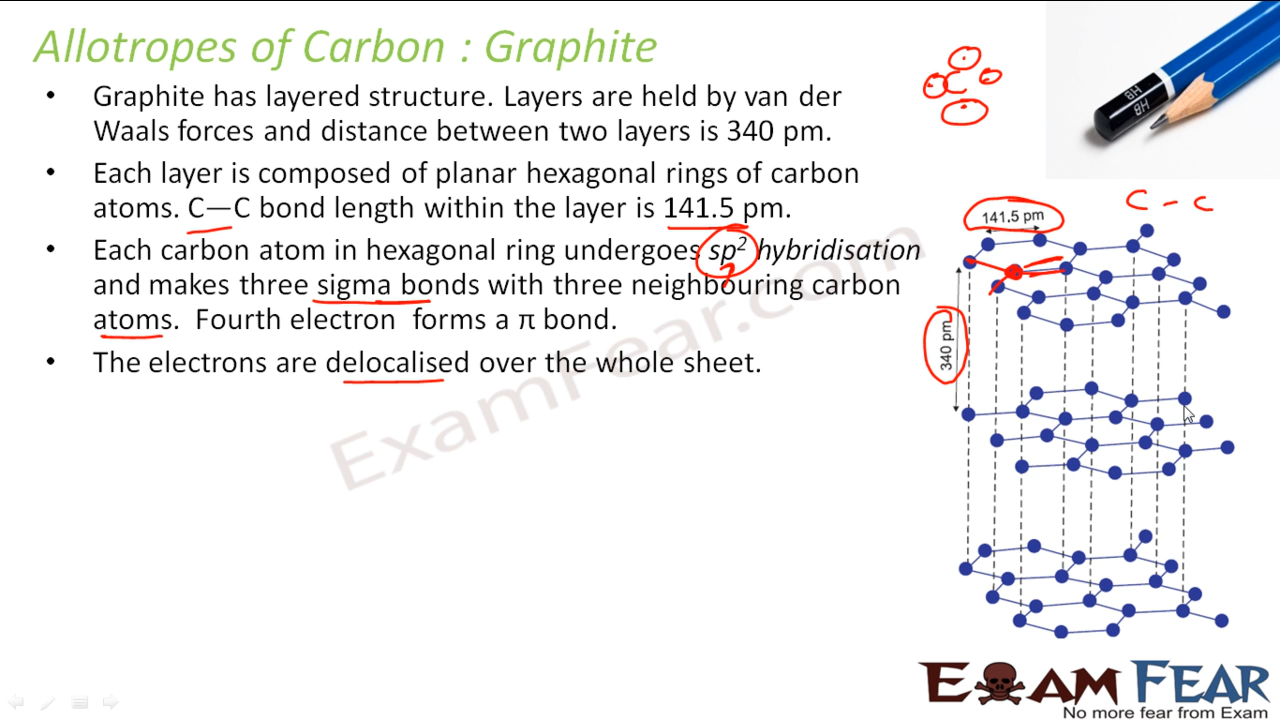 Allotropes of Carbon : Graphite
• Graphite has layered structure. Layers are held by van der
Waals forces and distance between two layers is 340 pm.
• Each layer is composed of planar hexagonal rings of carbon
atoms. C—C bond length within the layer is 141.5 pm.
• Each carbon atom in hexagonal ring undergoes sp² hybridisation
and makes three sigma bonds with three neighbouring carbon
atoms. Fourth electron forms a π bond.
• The electrons are delocalised over the whole sheet.
C
HB
HB
C - C
141.5 pm
340 pm
ExamFear.com
EXAM FEAR
No more fear from Exam